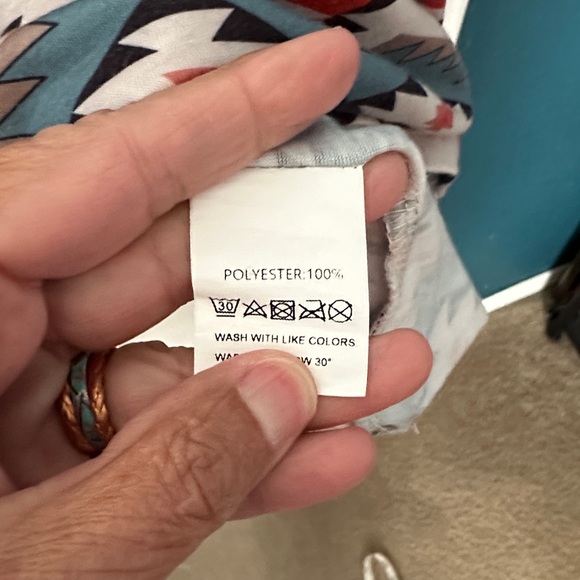 POLYESTER:100%
30
WASH WITH LIKE COLORS
30°